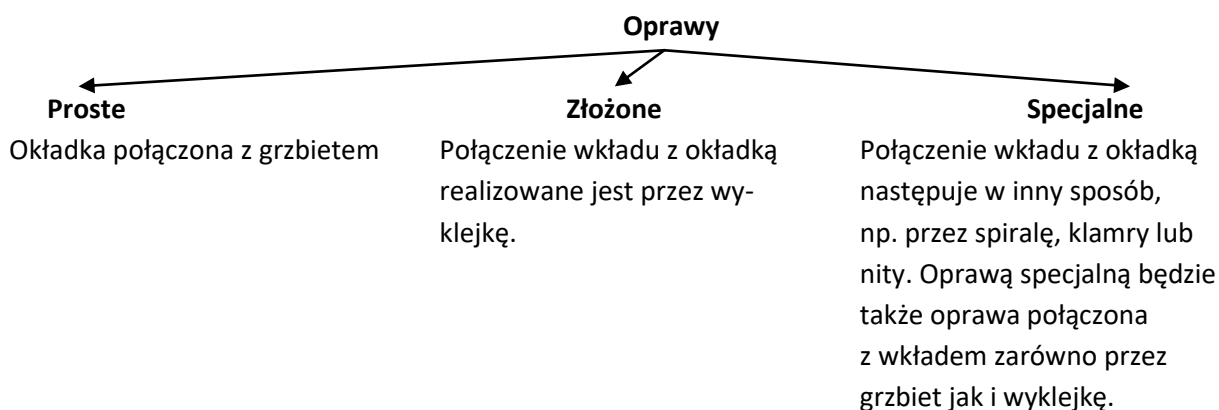 Oprawy
Proste
Okładka połączona z grzbietem
Złożone
Połączenie wkładu z okładką
realizowane jest przez wy-
klejkę.
Specjalne
Połączenie wkładu z okładką
następuje w inny sposób,
np. przez spiralę, klamry lub
nity. Oprawą specjalną będzie
także oprawa połączona
z wkładem zarówno przez
grzbiet jak i wyklejkę.